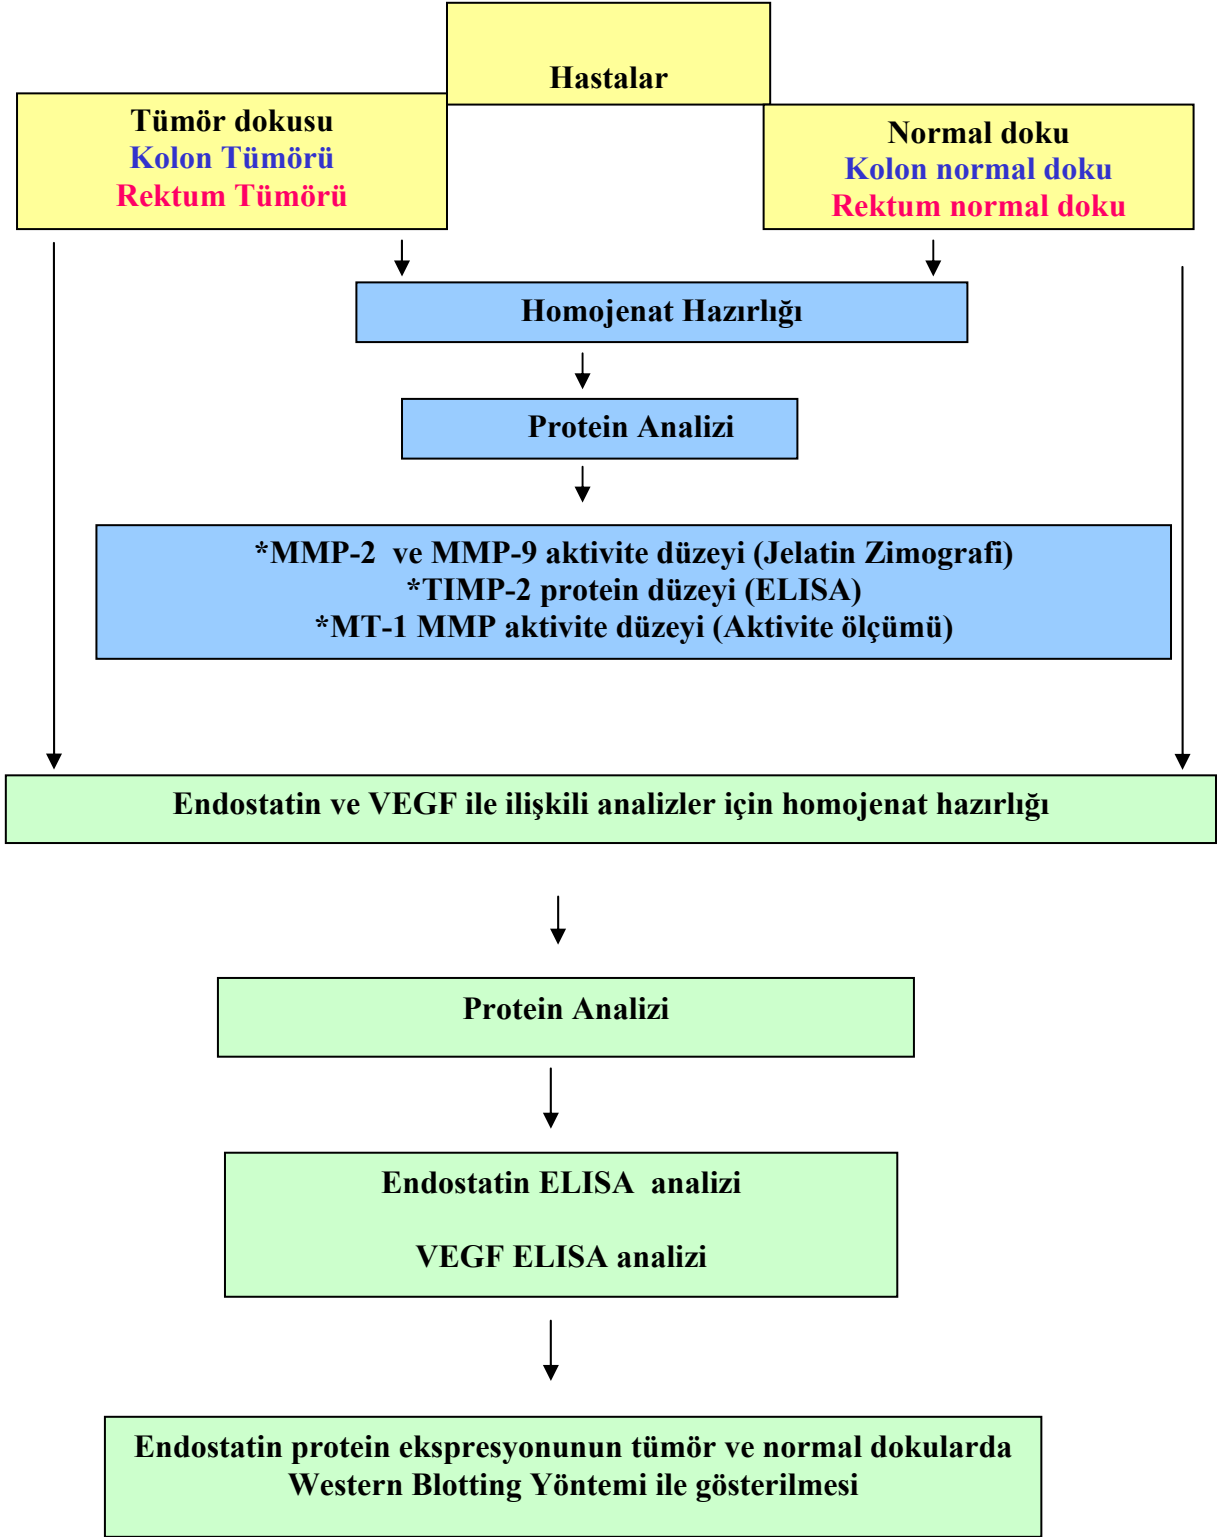 Hastalar
Tümör dokusu
Kolon Tümörü
Rektum Tümörü
Normal doku
Kolon normal doku
Rektum normal doku
Homojenat Hazırlığı
Protein Analizi
*MMP-2 ve MMP-9 aktivite düzeyi (Jelatin Zimografi)
*TIMP-2 protein düzeyi (ELISA)
*MT-1 MMP aktivite düzeyi (Aktivite ölçümü)
Endostatin ve VEGF ile ilişkili analizler için homojenat hazırlığı
Protein Analizi
Endostatin ELISA analizi
VEGF ELISA analizi
Endostatin protein ekspresyonunun tümör ve normal dokularda
Western Blotting Yöntemi ile gösterilmesi